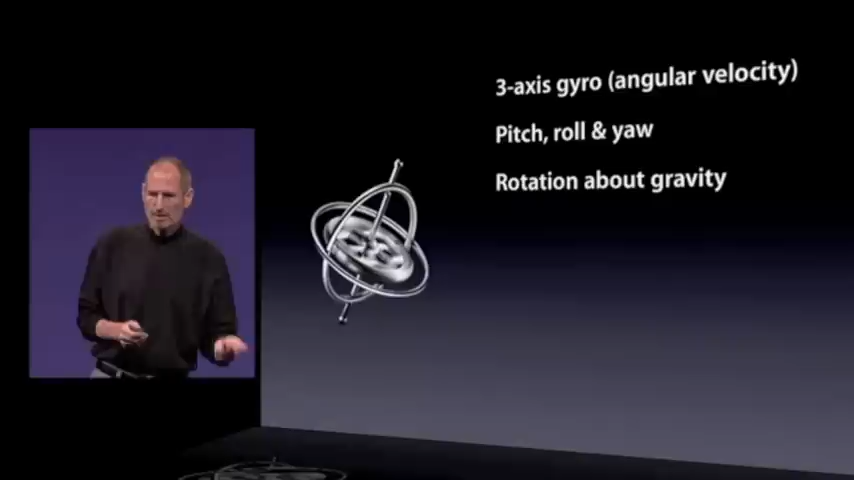 3-axis gyro (angular velocity)
Pitch, roll & yaw
Rotation about gravity